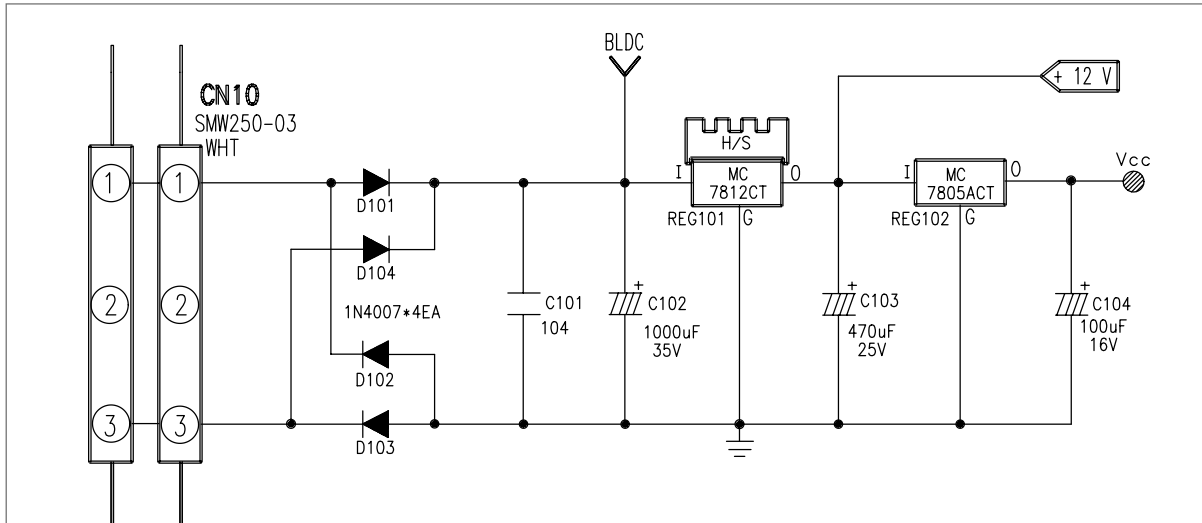 BLDC
+ 12 V
CN10
SMW250-03
WHT
H/S
Vcc
1
1
I
MC
7812CT
O
I
MC
7805ACT
O
D101
REG101
G
REG102
G
D104
2
2
1N4007*4EA
C101
104
+
C102
1000uF
35V
+
C103
470uF
25V
+
C104
100uF
16V
D102
3
3
D103